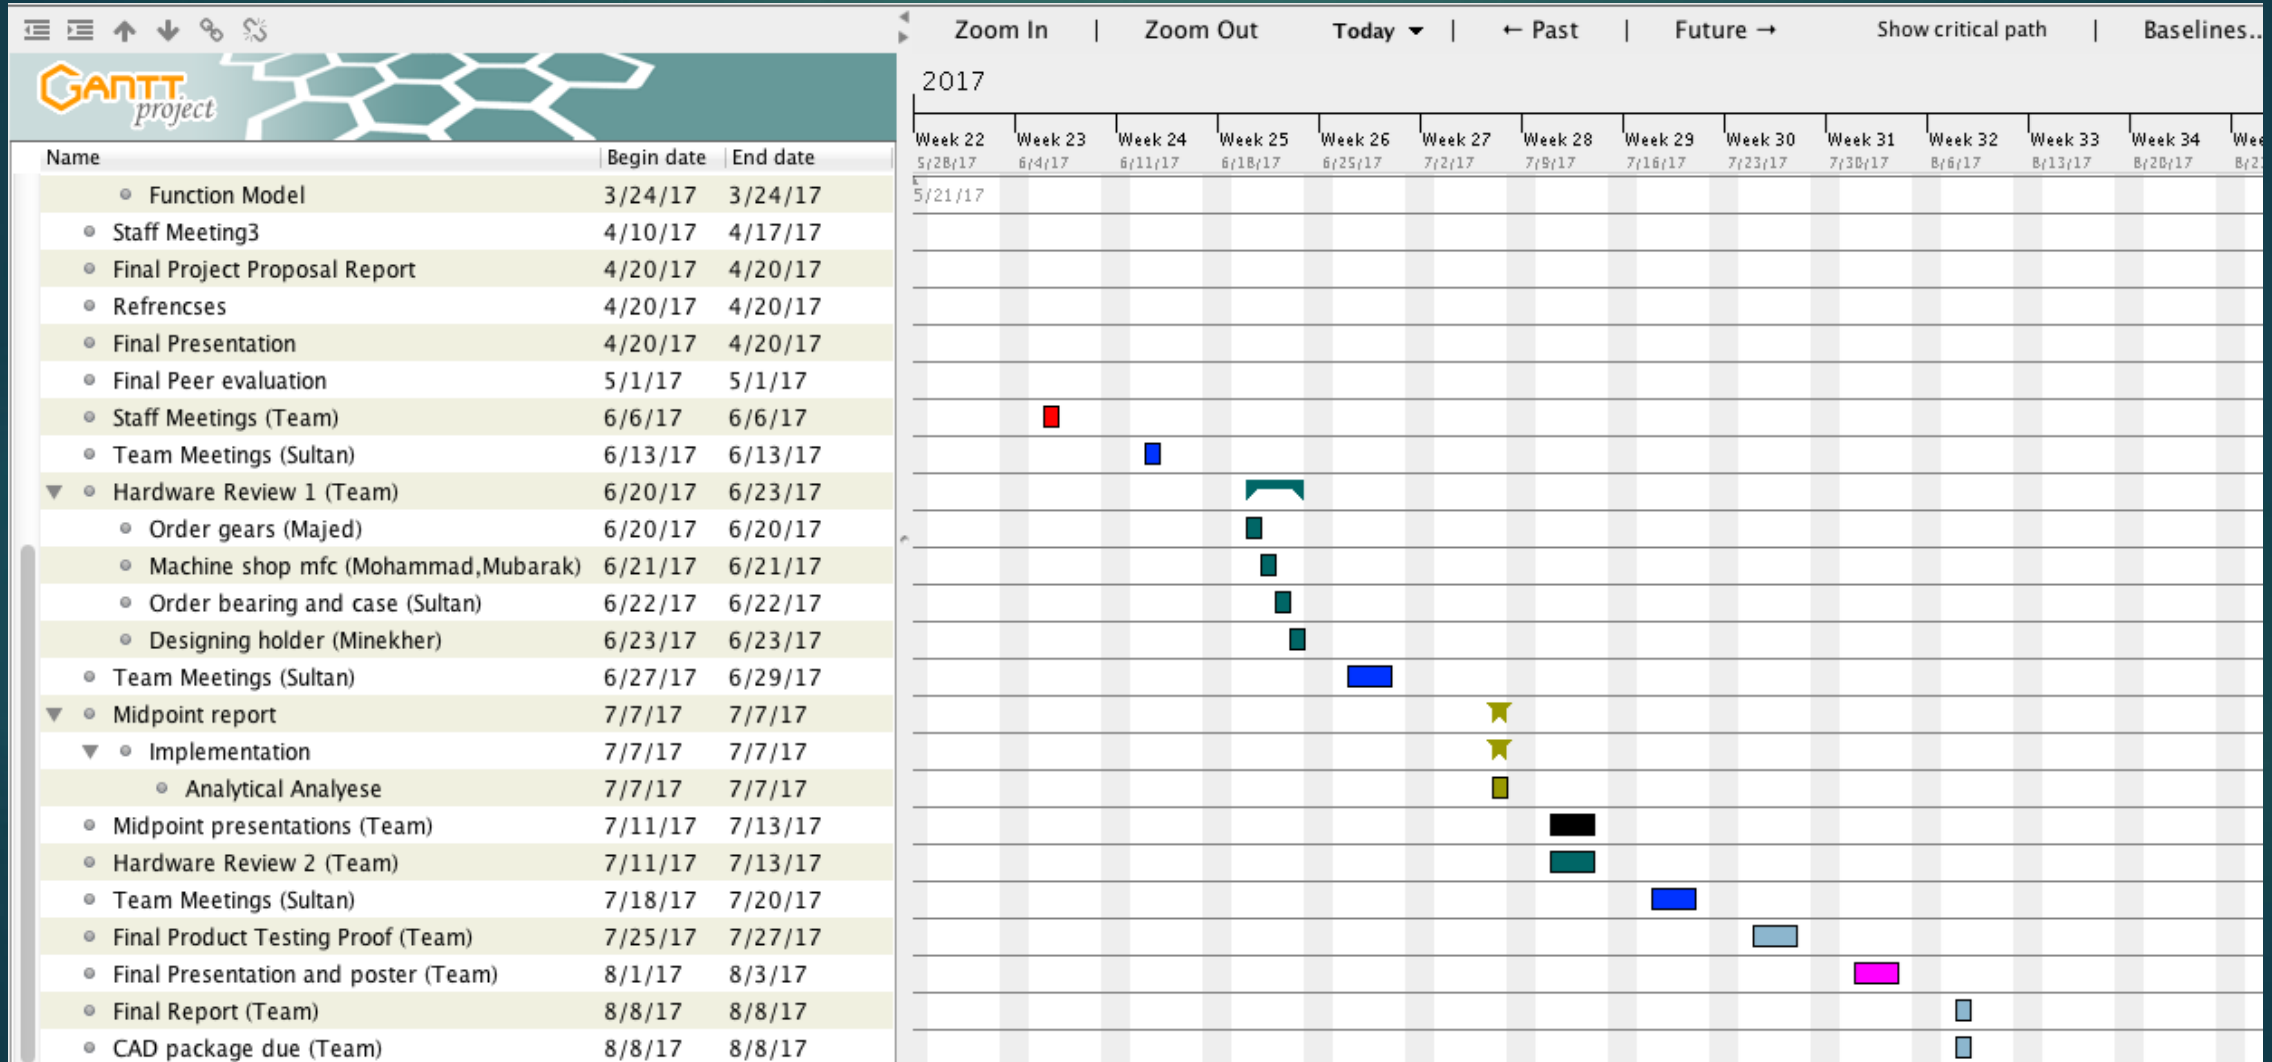 Zoom In | Zoom Out Today ▼ | ← Past | Future → Show critical path | Baselines..
GANTT
project
2017
Week 22 Week 23 Week 24 Week 25 Week 26 Week 27 Week 28 Week 29 Week 30 Week 31 Week 32 Week 33 Week 34 Wee
5/28/17 6/4/17 6/11/17 6/18/17 6/25/17 7/2/17 7/9/17 7/16/17 7/23/17 7/30/17 8/6/17 8/13/17 8/20/17 8/2
Name Begin date End date
5/21/17
Function Model 3/24/17 3/24/17
Staff Meeting3 4/10/17 4/17/17
Final Project Proposal Report 4/20/17 4/20/17
Refrencses 4/20/17 4/20/17
Final Presentation 4/20/17 4/20/17
Final Peer evaluation 5/1/17 5/1/17
Staff Meetings (Team) 6/6/17 6/6/17
Team Meetings (Sultan) 6/13/17 6/13/17
Hardware Review 1 (Team) 6/20/17 6/23/17
Order gears (Majed) 6/20/17 6/20/17
Machine shop mfc (Mohammad,Mubarak) 6/21/17 6/21/17
Order bearing and case (Sultan) 6/22/17 6/22/17
Designing holder (Minekher) 6/23/17 6/23/17
Team Meetings (Sultan) 6/27/17 6/29/17
Midpoint report 7/7/17 7/7/17
Implementation 7/7/17 7/7/17
Analytical Analyese 7/7/17 7/7/17
Midpoint presentations (Team) 7/11/17 7/13/17
Hardware Review 2 (Team) 7/11/17 7/13/17
Team Meetings (Sultan) 7/18/17 7/20/17
Final Product Testing Proof (Team) 7/25/17 7/27/17
Final Presentation and poster (Team) 8/1/17 8/3/17
Final Report (Team) 8/8/17 8/8/17
CAD package due (Team) 8/8/17 8/8/17